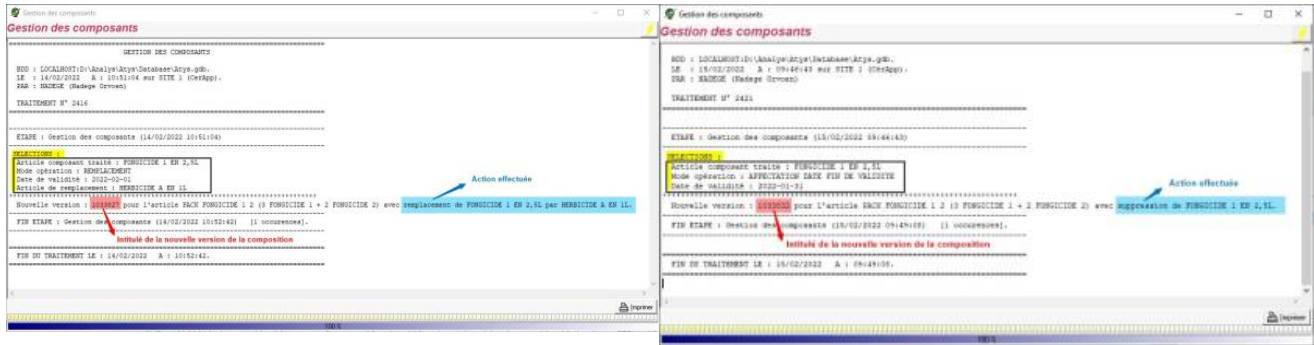 Gestion des composants
Gestion des composants
GESTION DES COMPOSANTS
BDD : LOCALHOST:D:\Analys\Atys\Database\Atys.gdb.
LE : 14/02/2022 A : 10:51:04 sur SITE 1 (CerApp).
PAR : NADEGE (Nadege Orvoen)
TRAITEMENT N° 2416
ETAPE : Gestion des composants (14/02/2022 10:51:04)
SELECTIONS :
Article composant traité : FONGICIDE 1 EN 2,5L
Mode opération : REMPLACEMENT
Date de validité : 2022-02-01
Article de remplacement : HERBICIDE A EN 1L
Action effectuée
Nouvelle version : 1033027 pour l'article PACK FONGICIDE 1 2 (3 FONGICIDE 1 + 2 FONGICIDE 2) avec remplacement de FONGICIDE 1 EN 2,5L par HERBICIDE A EN 1L.
FIN ETAPE : Gestion des composants (14/02/2022 10:52:42) [1 occurences].
Intitulé de la nouvelle version de la composition
FIN DU TRAITEMENT LE : 14/02/2022 A : 10:52:42.
Imprimer
100 %
Gestion des composants
Gestion des composants
BDD : LOCALHOST:D:\Analys\Atys\Database\Atys.gdb.
LE : 15/02/2022 A : 09:46:43 sur SITE 1 (CerApp).
PAR : NADEGE (Nadege Orvoen)
TRAITEMENT N° 2421
ETAPE : Gestion des composants (15/02/2022 09:46:43)
SELECTIONS :
Article composant traité : FONGICIDE 1 EN 2,5L
Mode opération : AFFECTATION DATE FIN DE VALIDITE
Date de validité : 2022-01-31
Action effectuée
Nouvelle version : 1033032 pour l'article PACK FONGICIDE 1 2 (3 FONGICIDE 1 + 2 FONGICIDE 2) avec suppression de FONGICIDE 1 EN 2,5L.
FIN ETAPE : Gestion des composants (15/02/2022 09:49:08) [1 occurences].
Intitulé de la nouvelle version de la composition
FIN DU TRAITEMENT LE : 15/02/2022 A : 09:49:08.
Imprimer
100 %